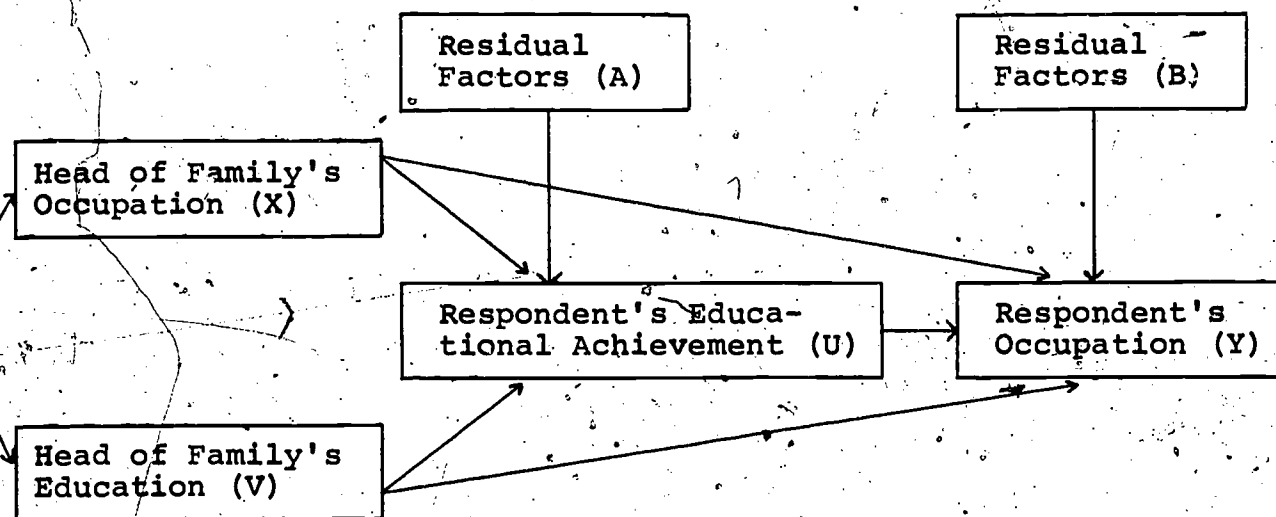 Residual
Factors (A)
Residual
Factors (B)
Head of Family's
Occupation (X)
Respondent's Educa-
tional Achievement (U)
Respondent's
Occupation (Y)
Head of Family's
Education (V)